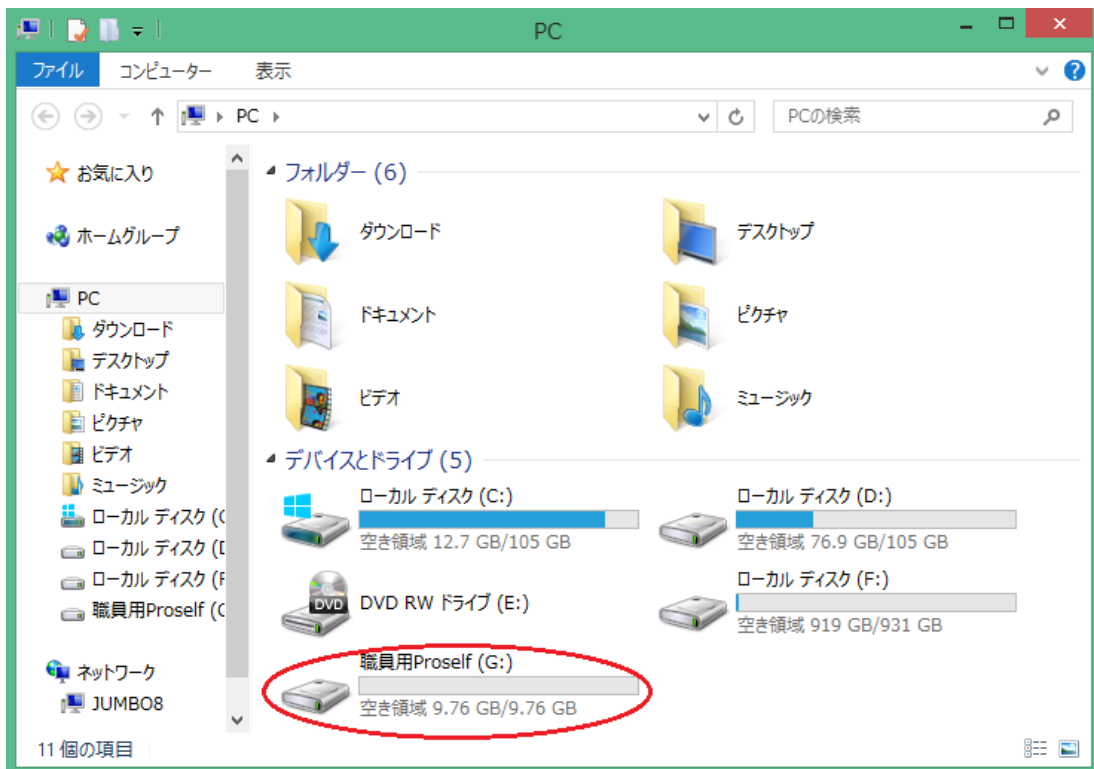 PC
ファイル コンピューター 表示
PC
PCの検索
お気に入り
ホームグループ
PC
ダウンロード
デスクトップ
ドキュメント
ピクチャ
ビデオ
ミュージック
ローカル ディスク (C
ローカル ディスク (D
ローカル ディスク (F
職員用Proself (G
ネットワーク
JUMBO8
フォルダー (6)
ダウンロード
デスクトップ
ドキュメント
ピクチャ
ビデオ
ミュージック
デバイスとドライブ (5)
ローカル ディスク (C:)
空き領域 12.7 GB/105 GB
ローカル ディスク (D:)
空き領域 76.9 GB/105 GB
DVD
DVD RW ドライブ (E:)
ローカル ディスク (F:)
空き領域 919 GB/931 GB
職員用Proself (G:)
空き領域 9.76 GB/9.76 GB
11 個の項目